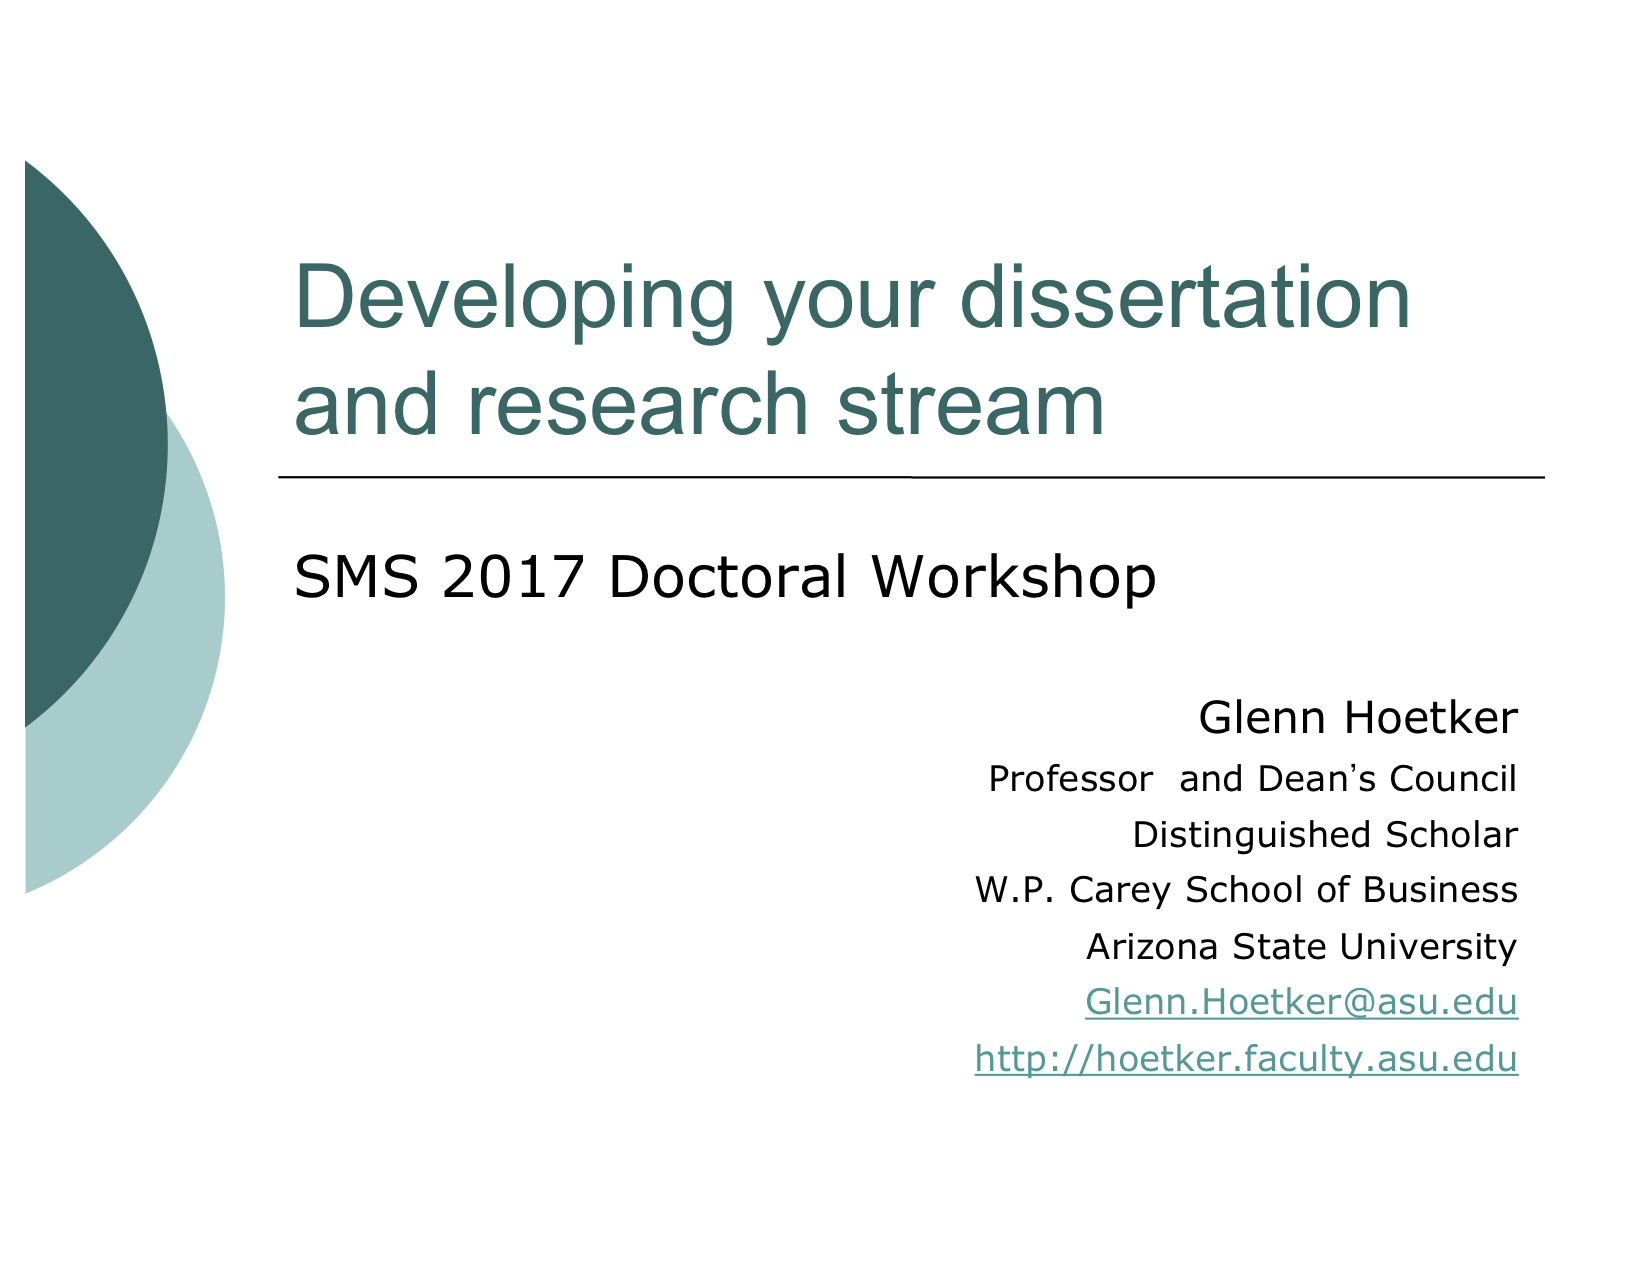 Developing your dissertation
and research stream
SMS 2017 Doctoral Workshop
Glenn Hoetker
Professor  and Dean’s Council
Distinguished Scholar
W.P. Carey School of Business
Arizona State University
Glenn.Hoetker@asu.edu
http://hoetker.faculty.asu.edu